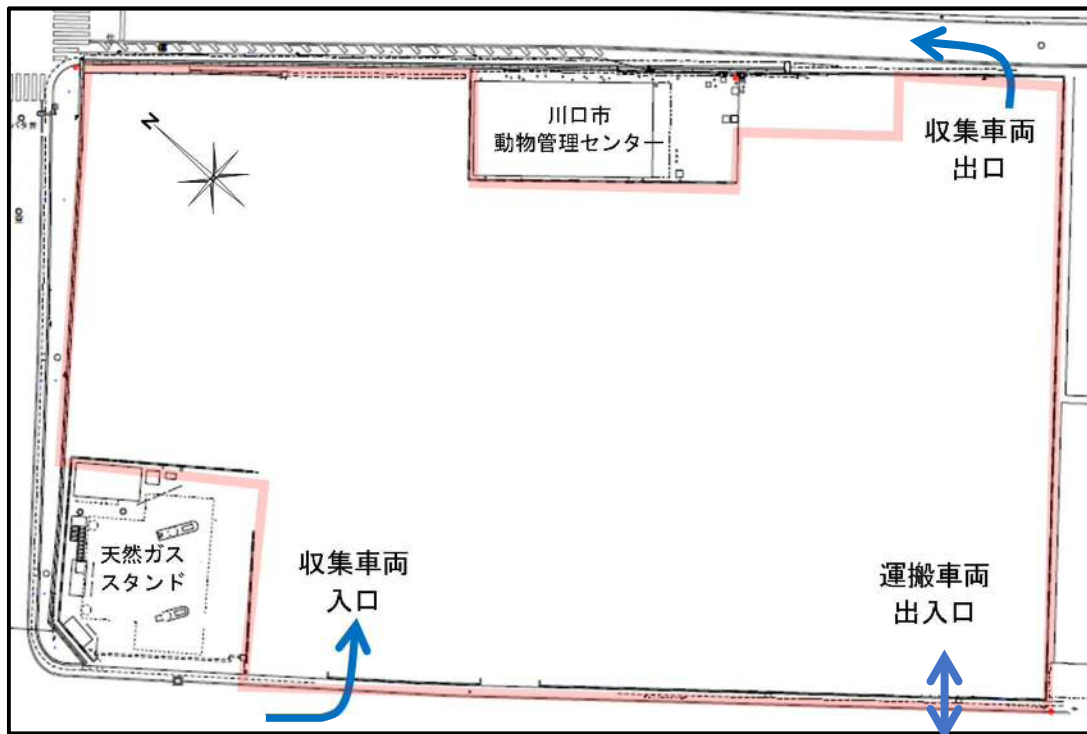 川口市
動物管理センター
収集車両
出口
N
天然ガス
スタンド
収集車両
入口
運搬車両
出入口